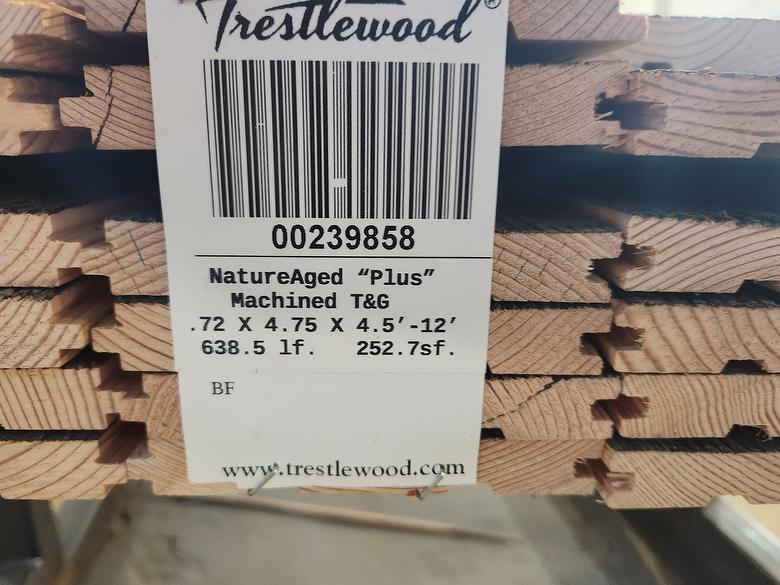 Trestlewood®
00239858
NatureAged “Plus”
Machined T&G
.72 X 4.75 X 4.5’-12’
638.5 lf. 252.7sf.
BF
www.trestlewood.com